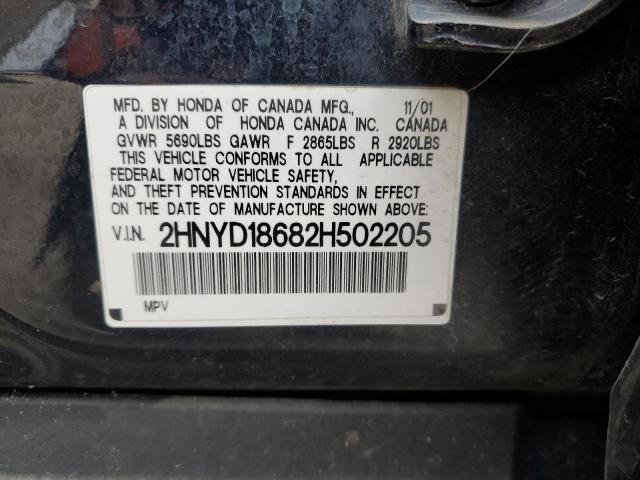 MFD. BY HONDA OF CANADA MFG., 11/01
A DIVISION OF HONDA CANADA INC. CANADA
GVWR 5690LBS GAWR F 2865LBS R 2920LBS
THIS VEHICLE CONFORMS TO ALL APPLICABLE
FEDERAL MOTOR VEHICLE SAFETY,
AND THEFT PREVENTION STANDARDS IN EFFECT
ON THE DATE OF MANUFACTURE SHOWN ABOVE:
V.I.N. 2HNYD18682H502205
MPV